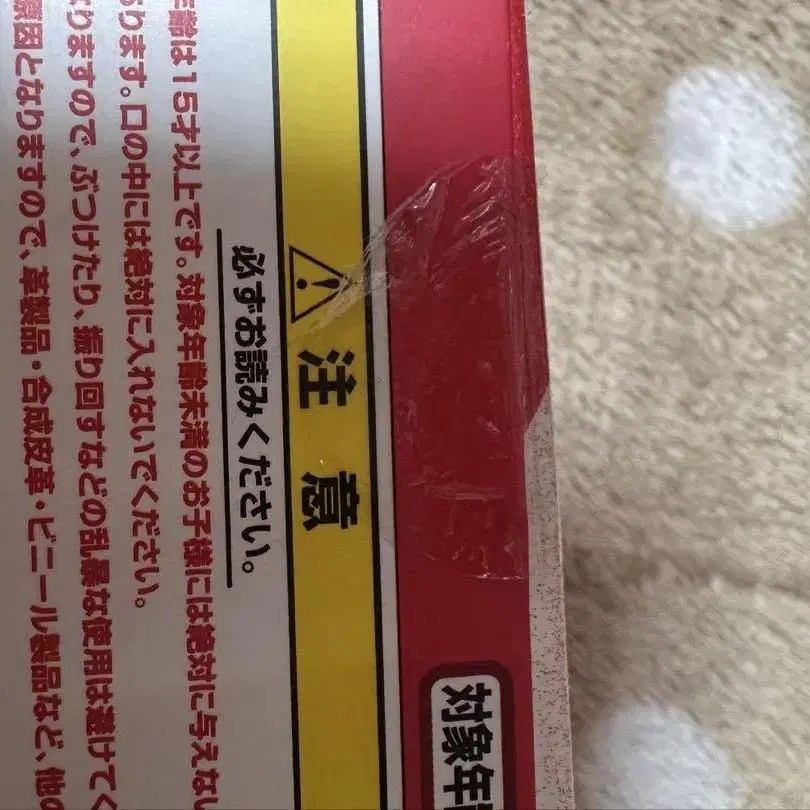 対象年
⚠注意
必ずお読みください。
年齢は15才以上です。対象年齢未満のお子様には絶対に与えない
ります。口の中には絶対に入れないでください。
りますので、ぶつけたり、振り回すなどの乱暴な使用は避けてく
原因となりますので、革製品・合成皮革・ビニール製品など、他の